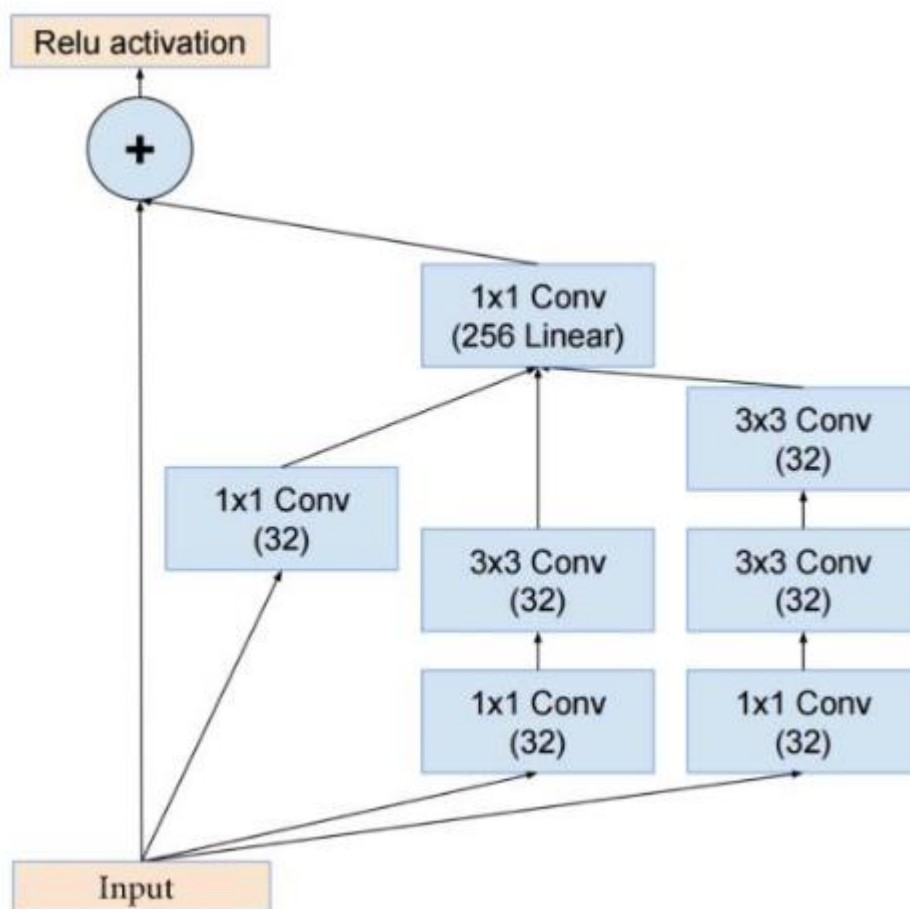 Relu activation
+
1x1 Conv
(256 Linear)
3x3 Conv
(32)
1x1 Conv
(32)
3x3 Conv
(32)
3x3 Conv
(32)
1x1 Conv
(32)
1x1 Conv
(32)
Input